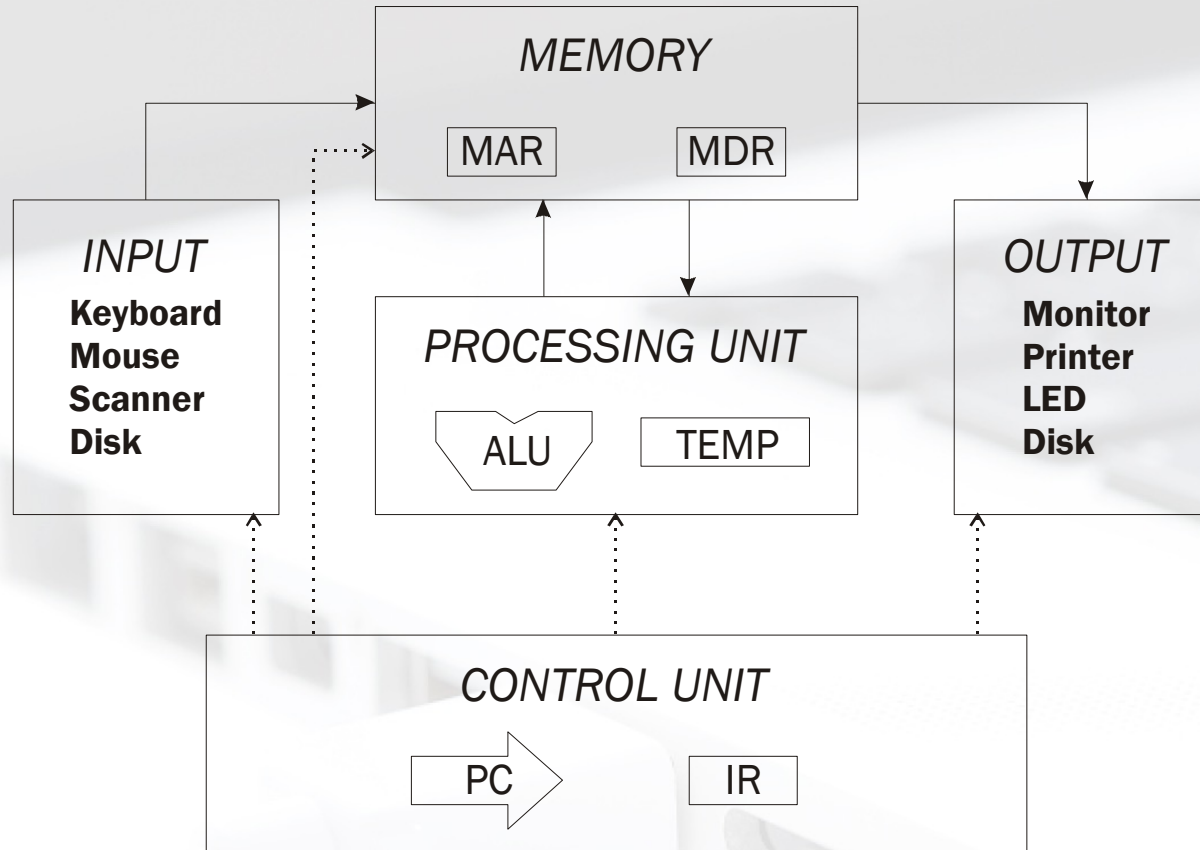 MEMORY
MAR
MDR
INPUT
Keyboard
Mouse
Scanner
Disk
PROCESSING UNIT
ALU
TEMP
OUTPUT
Monitor
Printer
LED
Disk
CONTROL UNIT
PC
IR